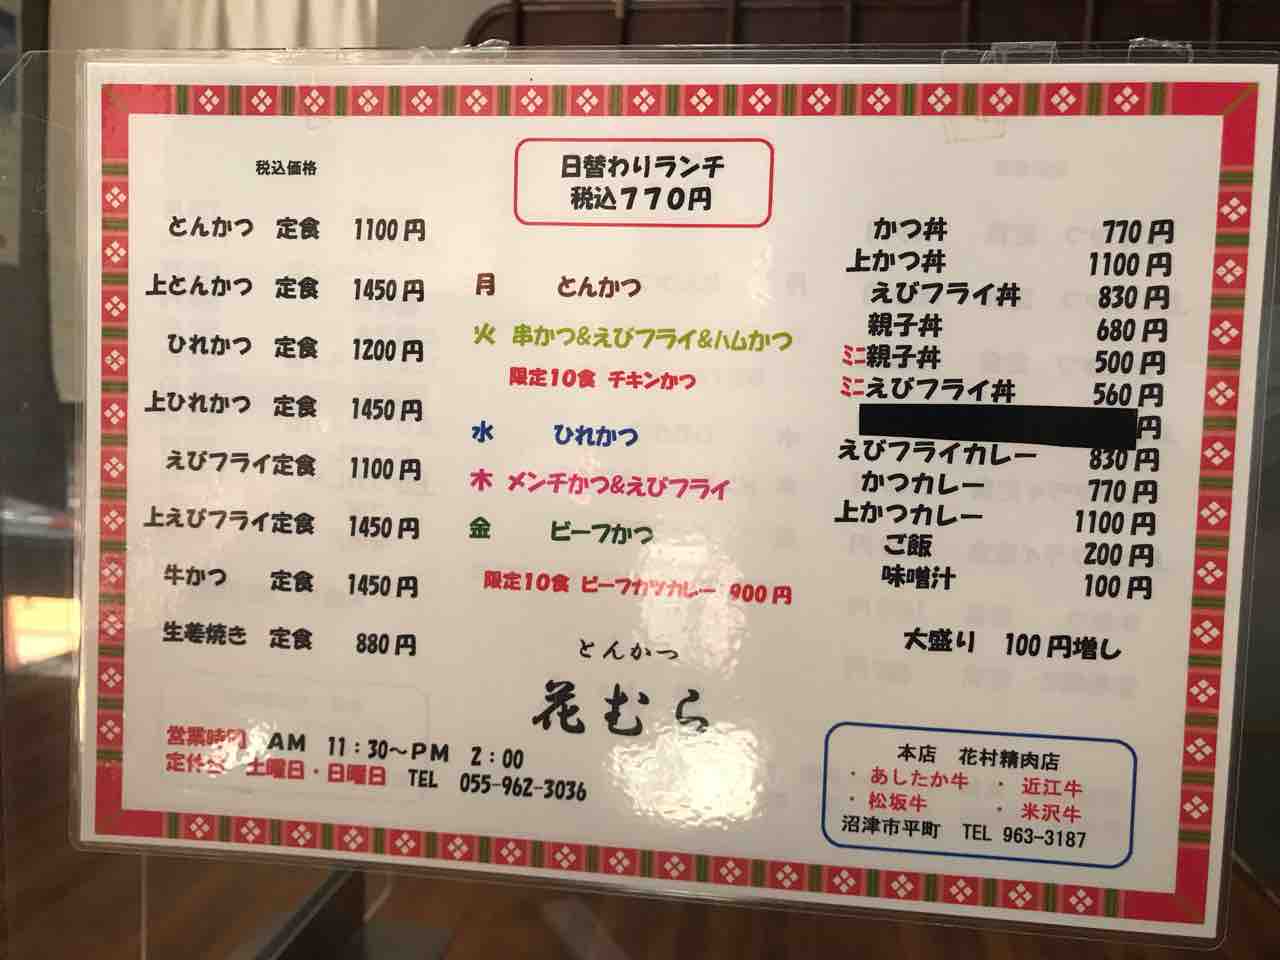 税込価格
とんかつ 定食 1100円
上とんかつ 定食 1450円
ひれかつ 定食 1200円
上ひれかつ 定食 1450円
えびフライ定食 1100円
上えびフライ定食 1450円
牛かつ 定食 1450円
生姜焼き 定食 880円
日替わりランチ
税込770円
月 とんかつ
火 串かつ&えびフライ&ハムかつ
限定10食 チキンかつ
水 ひれかつ
木 メンチかつ&えびフライ
金 ビーフかつ
限定10食 ビーフカツカレー 900円
とんかつ
花むら
かつ丼 770円
上かつ丼 1100円
えびフライ丼 830円
親子丼 680円
ミニ親子丼 500円
ミニえびフライ丼 560円
円
えびフライカレー 830円
かつカレー 770円
上かつカレー 1100円
ご飯 200円
味噌汁 100円
大盛り 100円増し
営業時間 AM 11:30～PM 2:00
定休日 土曜日・日曜日 TEL 055-962-3036
本店 花村精肉店
・あしたか牛 ・近江牛
・松坂牛 ・米沢牛
沼津市平町 TEL 963-3187